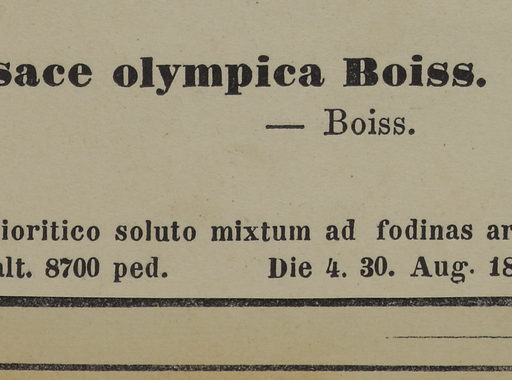 sace olympica Boiss.
— Boiss.
ioritico soluto mixtum ad fodinas ar
alt. 8700 ped. Die 4. 30. Aug. 18